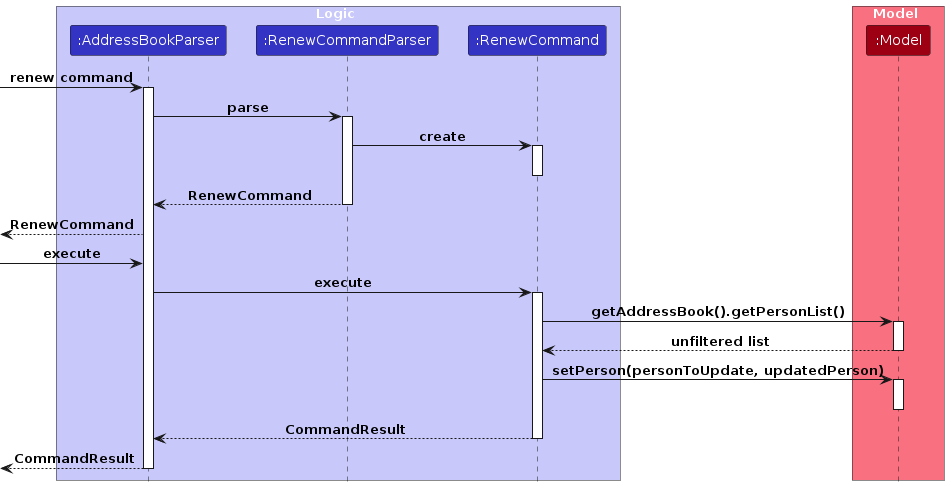 Logic
Model
:AddressBookParser
:RenewCommandParser
:RenewCommand
:Model
renew command
parse
create
RenewCommand
RenewCommand
execute
execute
getAddressBook().getPersonList()
unfiltered list
setPerson(personToUpdate, updatedPerson)
CommandResult
CommandResult